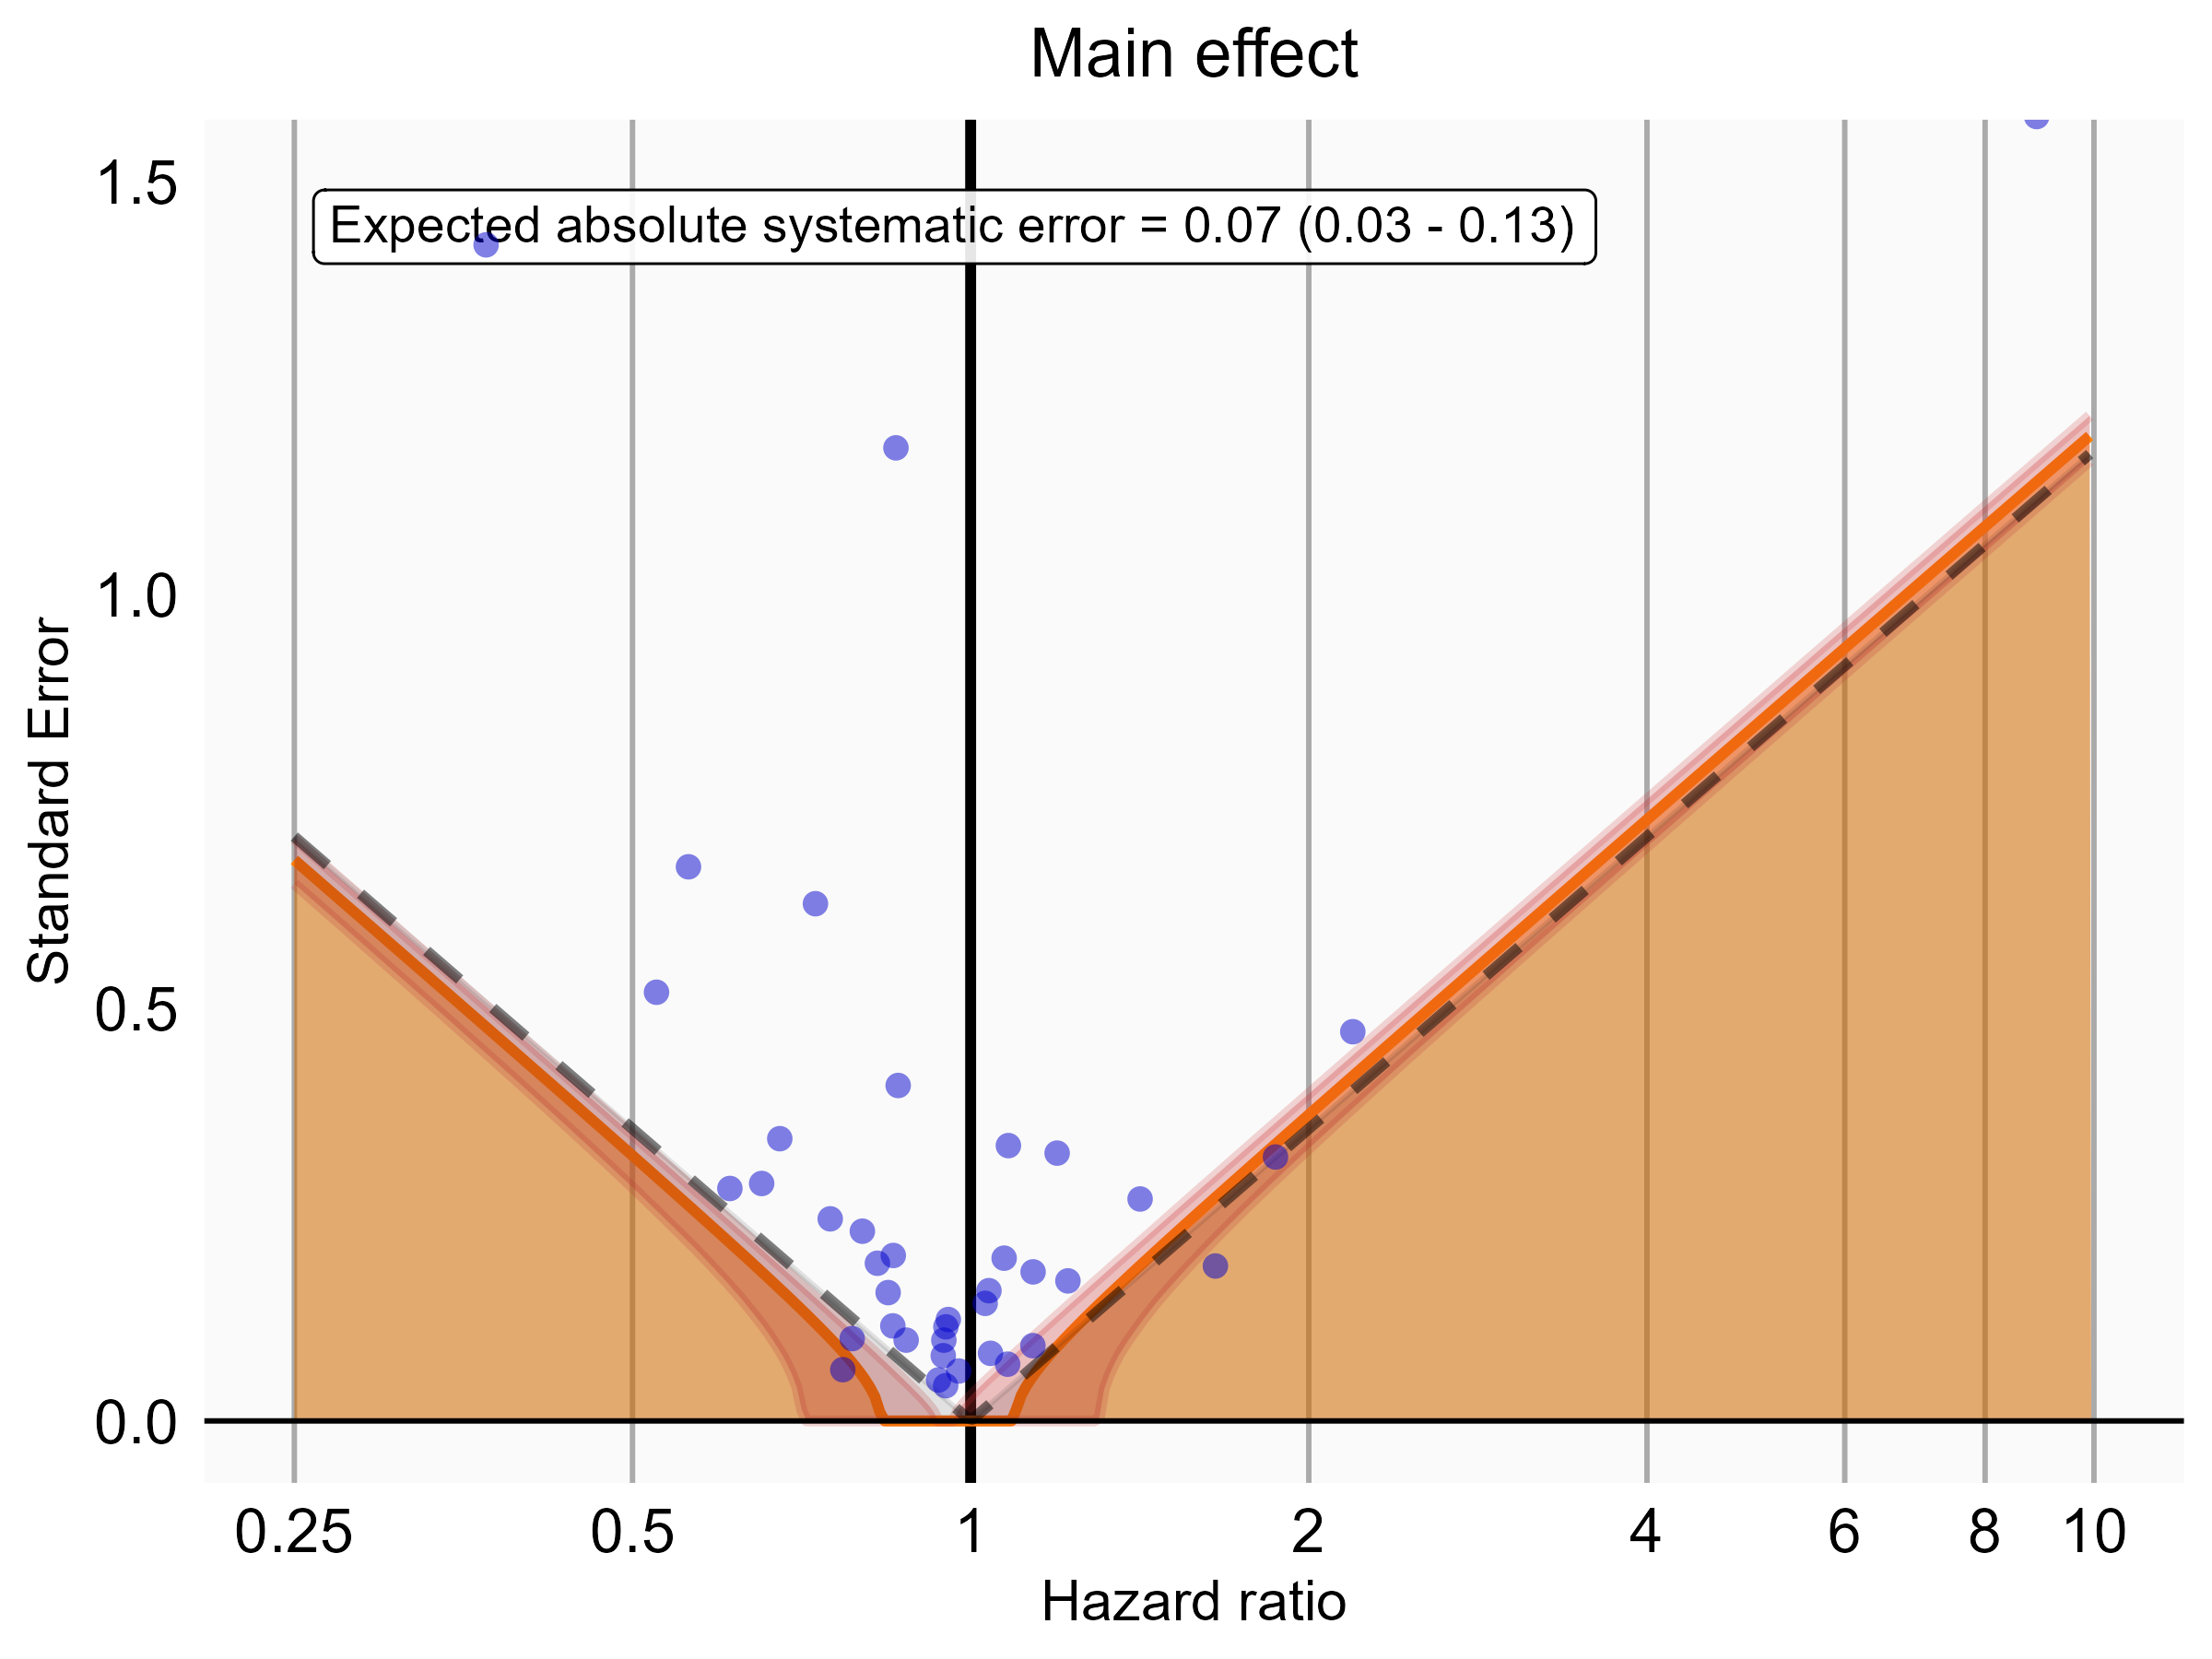 Main effect
Expected absolute systematic error = 0.07 (0.03 - 0.13)
1.5
1.0
0.5
0.0
Standard Error
0.25 0.5 1 2 4 6 8 10
Hazard ratio